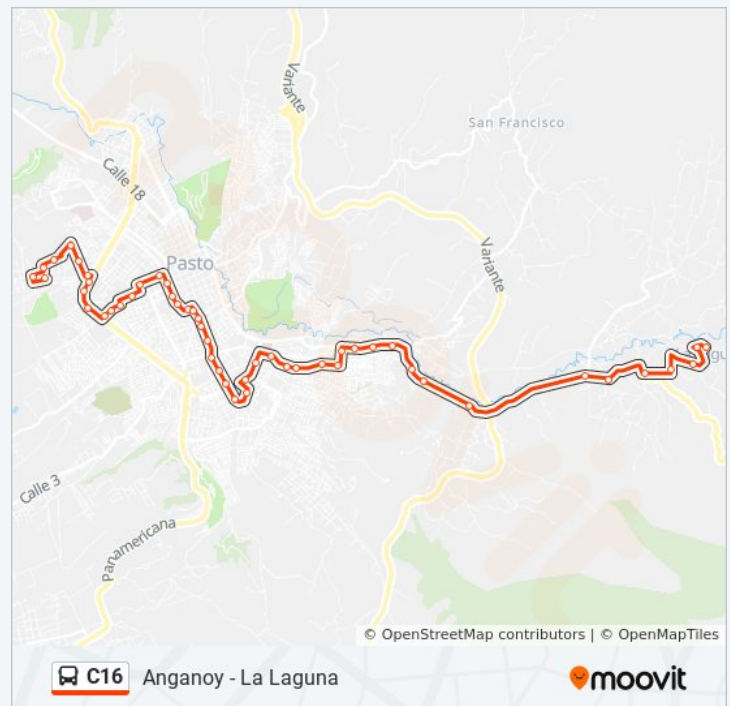 Variante
San Francisco
Calle 18
Pasto
Variante
Calle 3
Panamericana
© OpenStreetMap contributors | © OpenMapTiles
C16 Anganoy - La Laguna
moovit